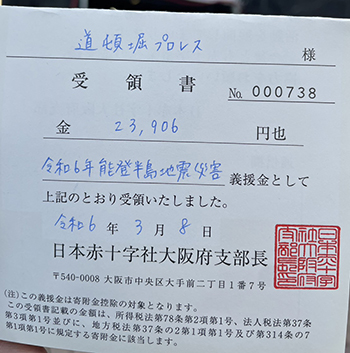 道頓堀プロレス 様
受領書 No. 000738
金 23,906 円也
令和6年能登半島地震災害 義援金として
上記のとおり受領いたしました。
令和6 年 3 月 8 日
日本赤十字社大阪府支部長
〒540-0008 大阪市中央区大手前二丁目1番7号
(注)この義援金は寄附金控除の対象となります。
この受領書記載の金額は、所得税法第78条第2項第1号、法人税法第37条
第3項第1号並びに、地方税法第37条の2第1項第1号及び第314条の7
第1項第1号に規定する寄附金に該当します。